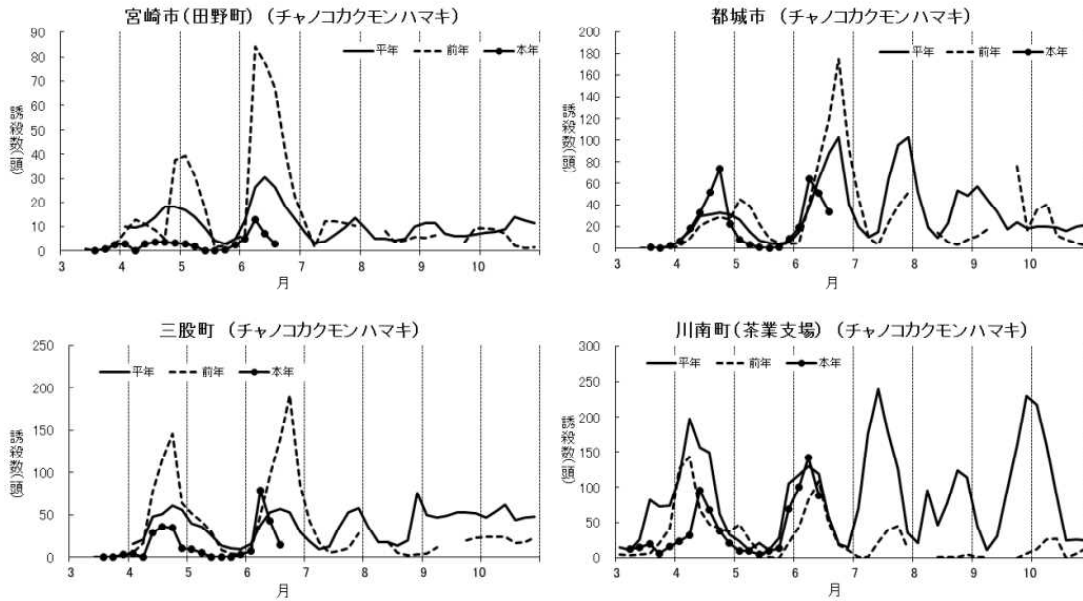 宮崎市(田野町) (チャノコカクモンハマキ)
平年 前年 本年
90
80
70
60
50
40
30
20
10
0
誘殺数(頭)
3 4 5 6 7 8 9 10
月
都城市 (チャノコカクモンハマキ)
平年 前年 本年
200
180
160
140
120
100
80
60
40
20
0
誘殺数(頭)
3 4 5 6 7 8 9 10
月
三股町 (チャノコカクモンハマキ)
平年 前年 本年
250
200
150
100
50
0
誘殺数(頭)
3 4 5 6 7 8 9 10
月
川南町(茶業支場) (チャノコカクモンハマキ)
平年 前年 本年
300
250
200
150
100
50
0
誘殺数(頭)
3 4 5 6 7 8 9 10
月